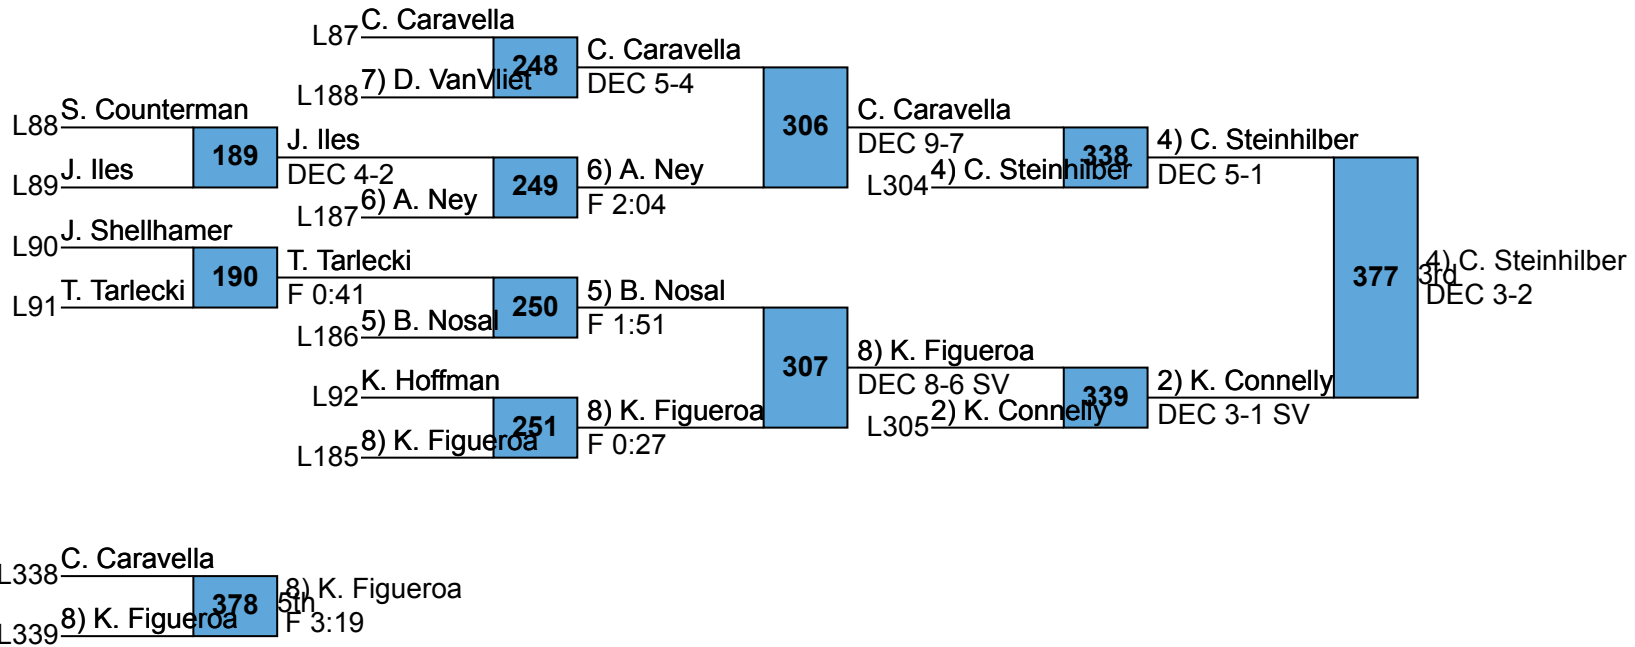 C. Caravella
L87
248
7) D. VanVliet
L188
C. Caravella
DEC 5-4
S. Counterman
L88
189
J. Iles
L89
J. Iles
DEC 4-2
249
6) A. Ney
L187
6) A. Ney
F 2:04
306
C. Caravella
DEC 9-7
338
4) C. Steinhilber
L304
4) C. Steinhilber
DEC 5-1
J. Shellhamer
L90
190
T. Tarlecki
L91
T. Tarlecki
F 0:41
250
5) B. Nosal
L186
5) B. Nosal
F 1:51
K. Hoffman
L92
251
8) K. Figueroa
L185
8) K. Figueroa
F 0:27
307
8) K. Figueroa
DEC 8-6 SV
339
2) K. Connelly
L305
2) K. Connelly
DEC 3-1 SV
377
3rd
4) C. Steinhilber
DEC 3-2
C. Caravella
L338
378
8) K. Figueroa
L339
5th
8) K. Figueroa
F 3:19